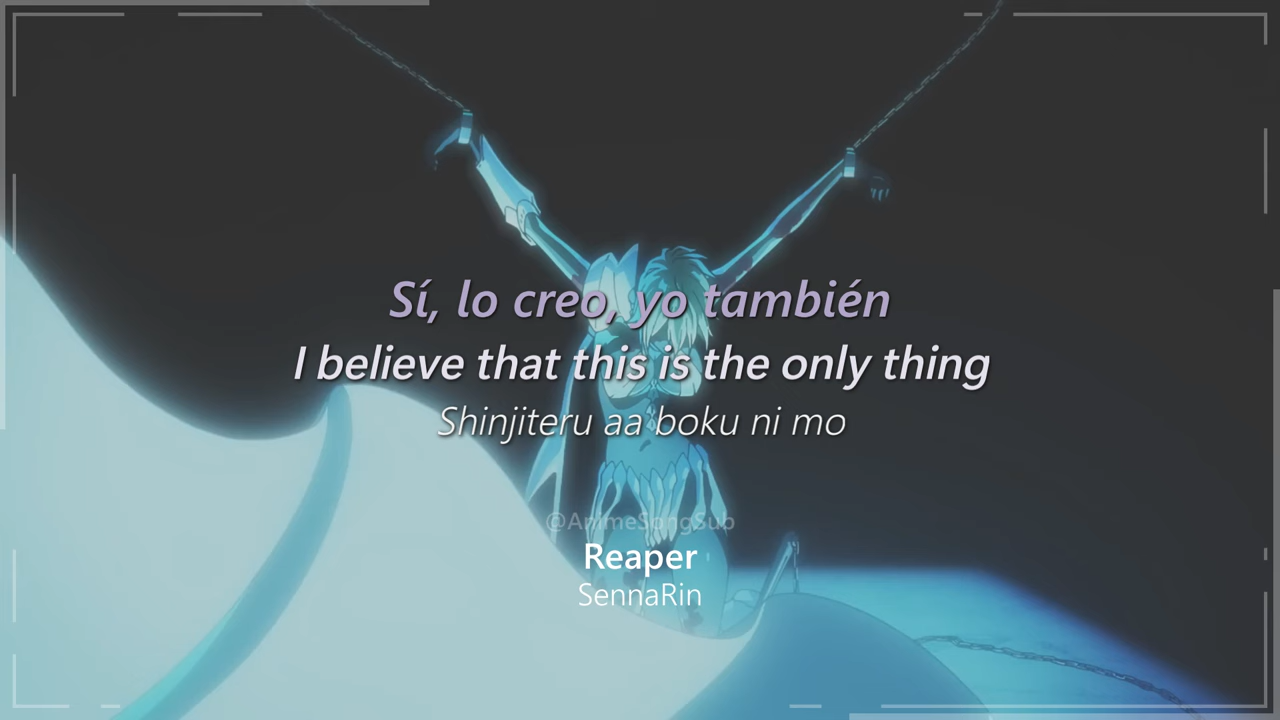 Sí, lo creo, yo también
I believe that this is the only thing
Shinjiteru aa boku ni mo
@AnimeSongSub
Reaper
SennaRin